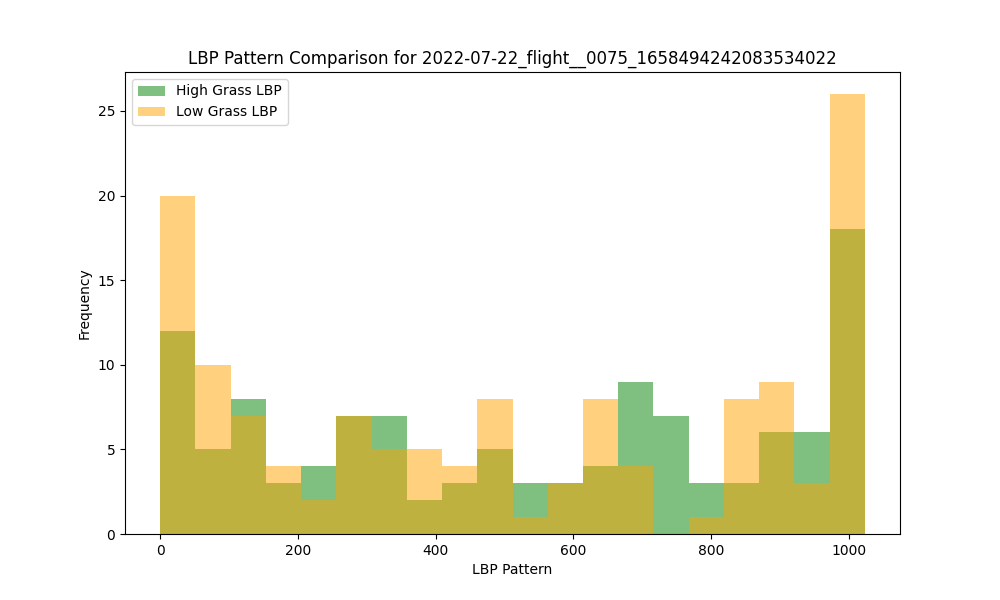 LBP Pattern Comparison for 2022-07-22_flight__0075_1658494242083534022
High Grass LBP
Low Grass LBP
25
20
15
10
5
0
Frequency
0 200 400 600 800 1000
LBP Pattern